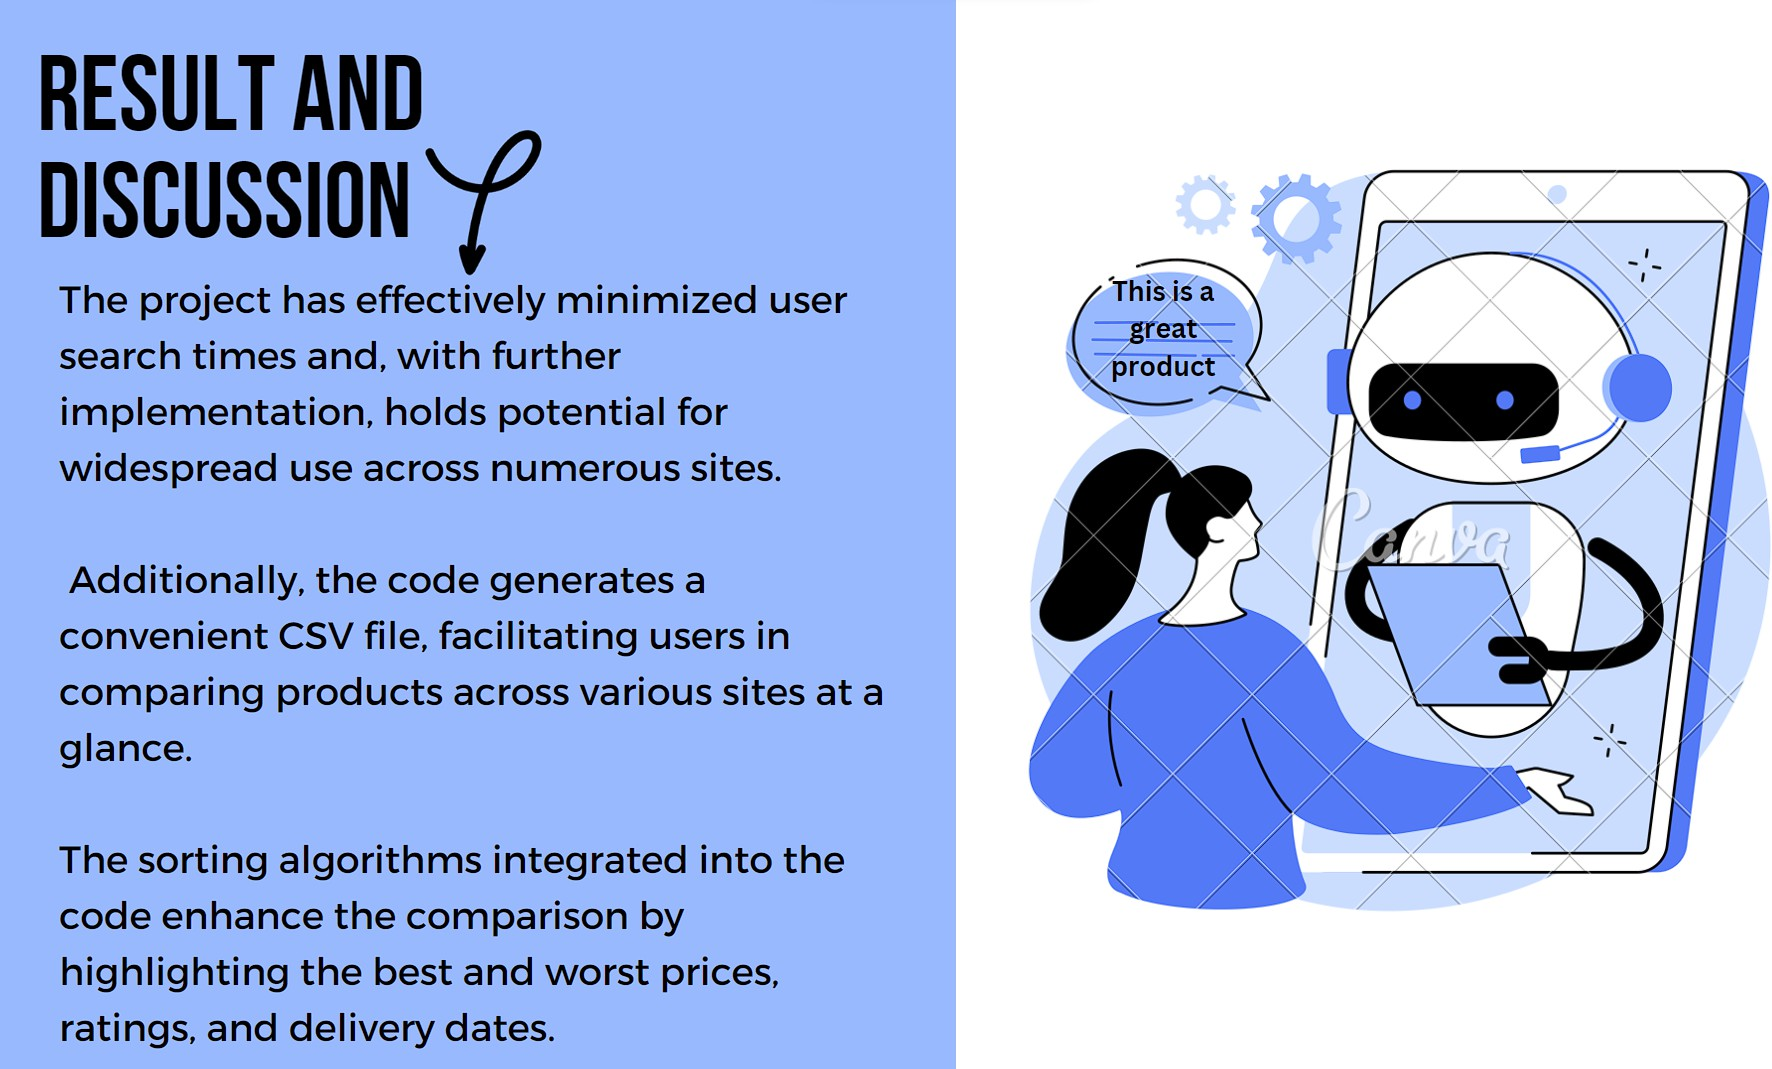 RESULT AND
DISCUSSION
The project has effectively minimized user
search times and, with further
implementation, holds potential for
widespread use across numerous sites.
Additionally, the code generates a
convenient CSV file, facilitating users in
comparing products across various sites at a
glance.
The sorting algorithms integrated into the
code enhance the comparison by
highlighting the best and worst prices,
ratings, and delivery dates.
This is a
great
product
Canva